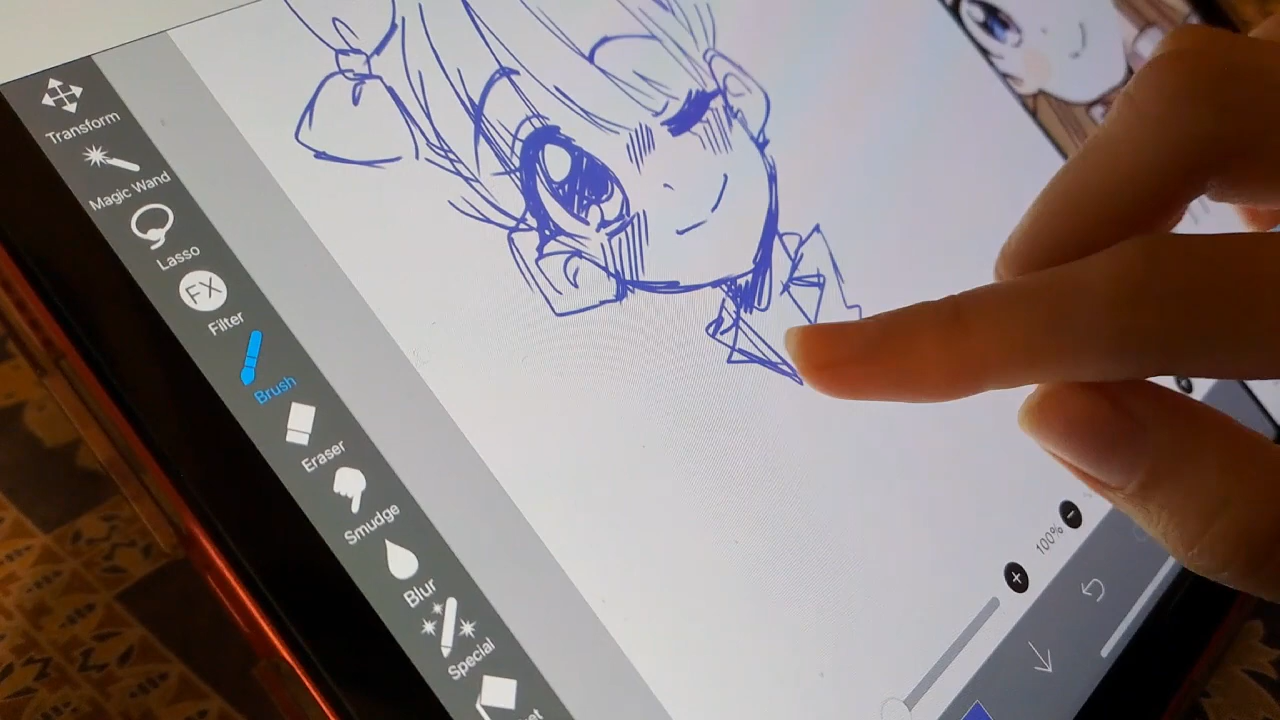 Transform
Magic Wand
Lasso
FX
Filter
Brush
Eraser
Smudge
Blur
Special
100%